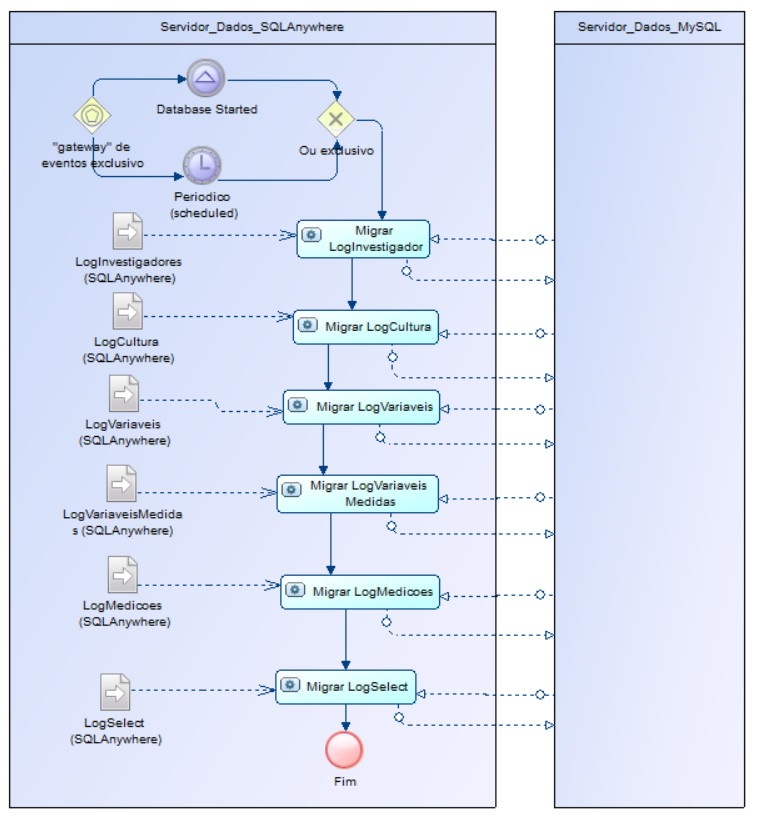 Servidor_Dados_SQLAnywhere
Servidor_Dados_MySQL
Database Started
"gateway" de
eventos exclusivo
Ou exclusivo
Periodico
(scheduled)
Migrar
LogInvestigador
LogInvestigadores
(SQLAnywhere)
Migrar LogCultura
LogCultura
(SQLAnywhere)
Migrar LogVariaveis
LogVariaveis
(SQLAnywhere)
Migrar LogVariaveis
Medidas
LogVariaveisMedida
s (SQLAnywhere)
Migrar LogMedicoes
LogMedicoes
(SQLAnywhere)
Migrar LogSelect
LogSelect
(SQLAnywhere)
Fim